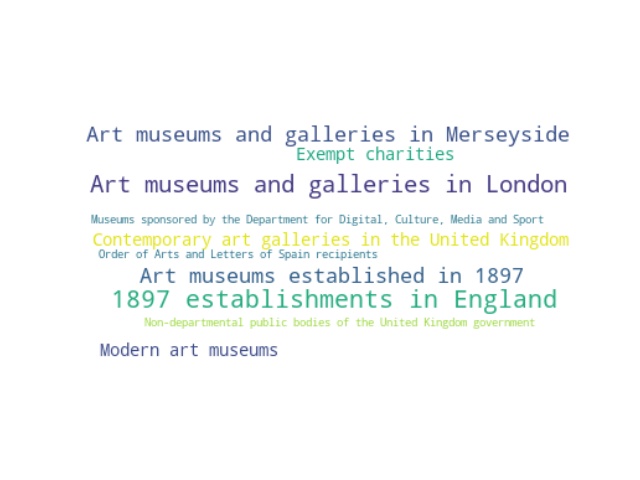 Art museums and galleries in Merseyside
Exempt charities
Art museums and galleries in London
Museums sponsored by the Department for Digital, Culture, Media and Sport
Contemporary art galleries in the United Kingdom
Order of Arts and Letters of Spain recipients
Art museums established in 1897
1897 establishments in England
Non-departmental public bodies of the United Kingdom government
Modern art museums